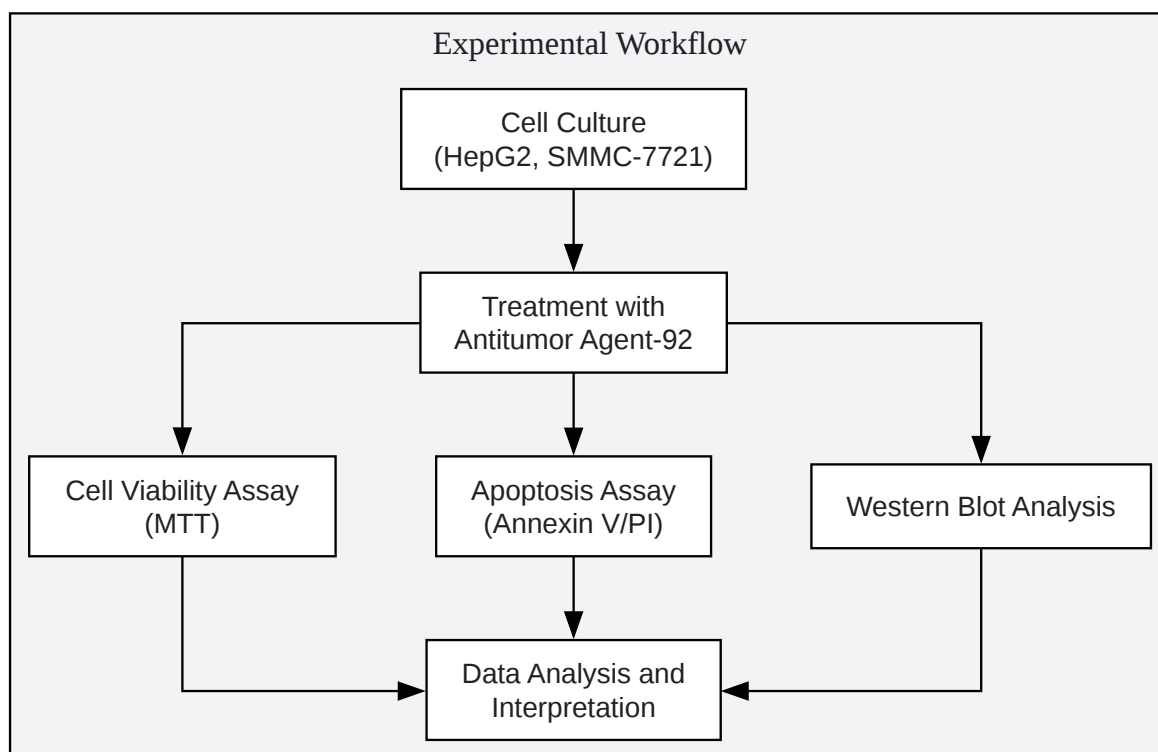 Experimental Workflow
Cell Culture
(HepG2, SMMC-7721)
Treatment with
Antitumor Agent-92
Cell Viability Assay
(MTT)
Apoptosis Assay
(Annexin V/PI)
Western Blot Analysis
Data Analysis and
Interpretation